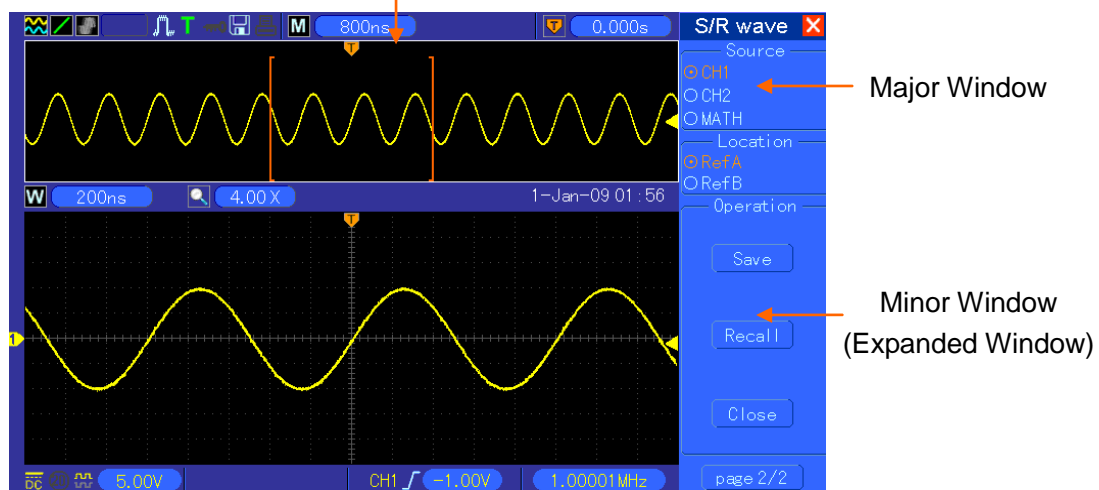 T M 800ns T 0.000s S/R wave
T
Source
CH1
CH2
MATH
Location
RefA
RefB
W 200ns 4.00X 1-Jan-09 01:56
Operation
T
Save
1
Recall
Close
DC 5.00V CH1 -1.00V 1.00001MHz page 2/2
Major Window
Minor Window
(Expanded Window)